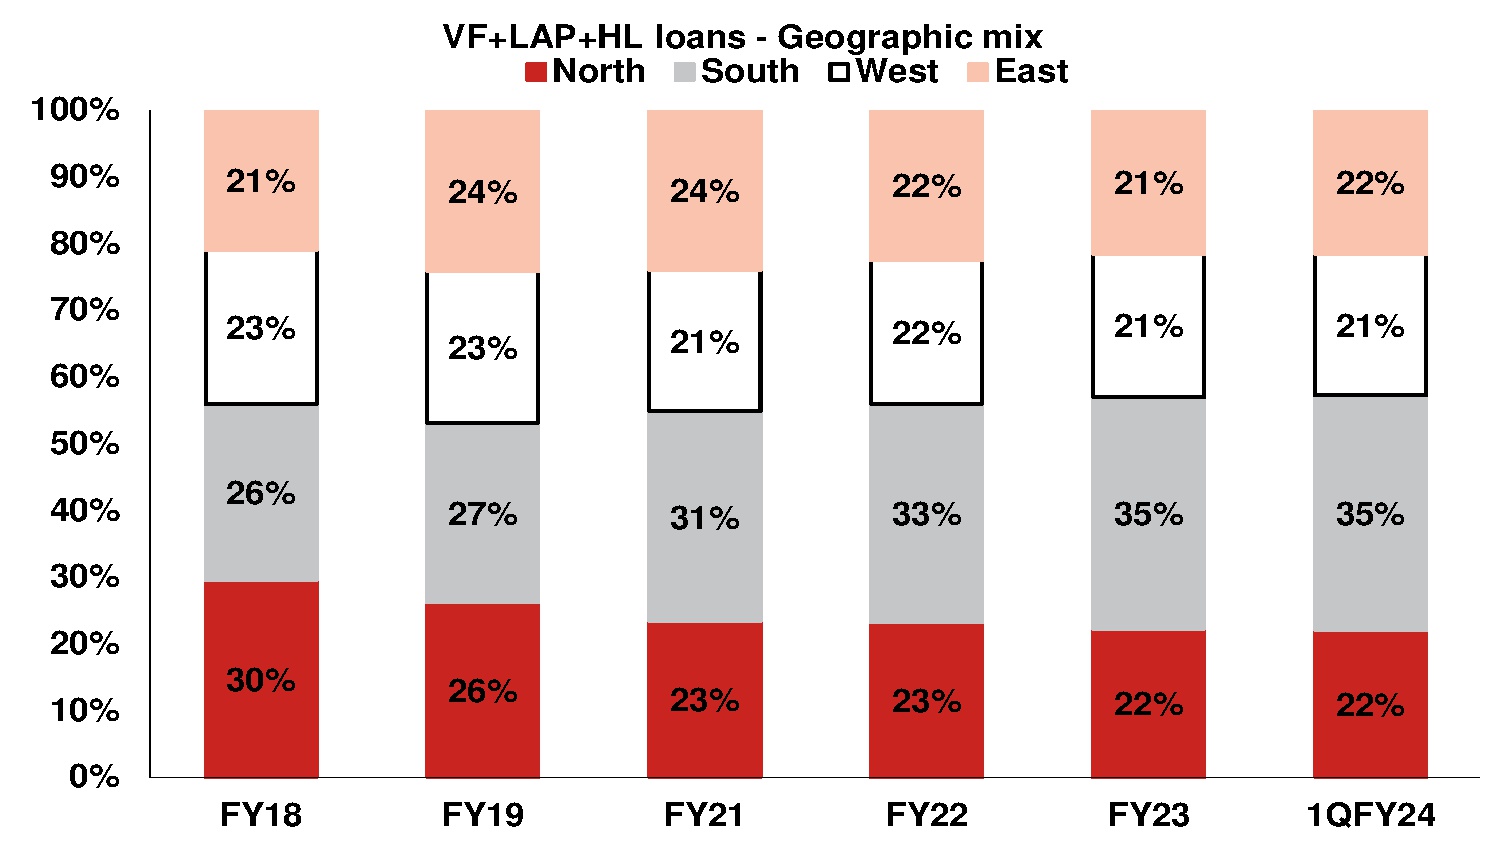 VF+LAP+HL loans - Geographic mix
North South West East
100%
90%
80%
70%
60%
50%
40%
30%
20%
10%
0%
21% 24% 24% 22% 21% 22%
23% 23% 21% 22% 21% 21%
26% 27% 31% 33% 35% 35%
30% 26% 23% 23% 22% 22%
FY18 FY19 FY21 FY22 FY23 1QFY24